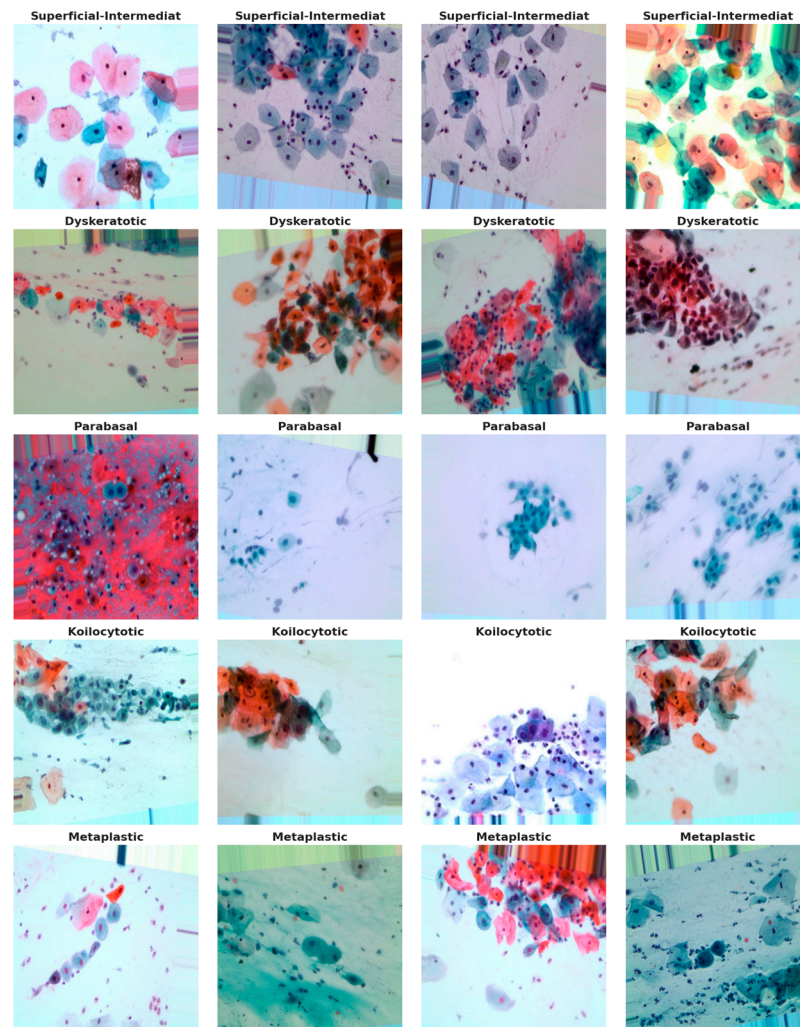 Superficial-Intermediat Superficial-Intermediat Superficial-Intermediat Superficial-Intermediat
Dyskeratotic Dyskeratotic Dyskeratotic Dyskeratotic
Parabasal Parabasal Parabasal Parabasal
Koilocytotic Koilocytotic Koilocytotic Koilocytotic
Metaplastic Metaplastic Metaplastic Metaplastic